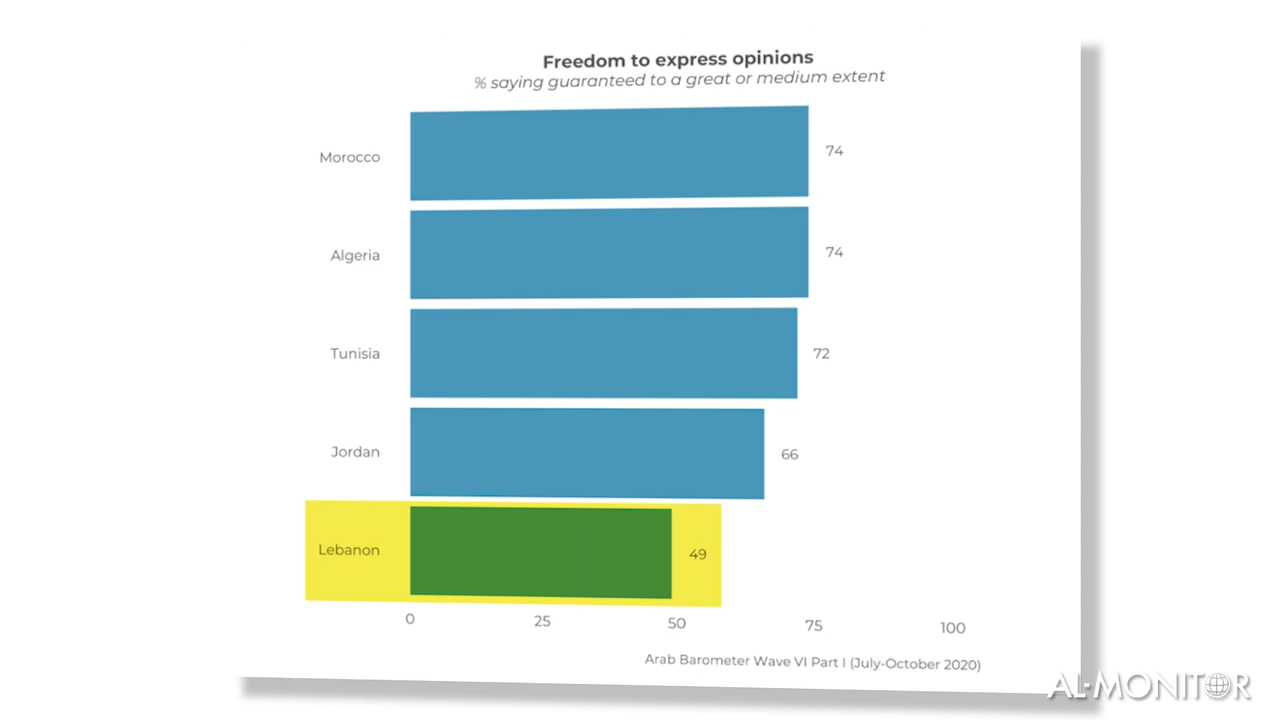 Freedom to express opinions
% saying guaranteed to a great or medium extent
Morocco 74
Algeria 74
Tunisia 72
Jordan 66
Lebanon 49
0 25 50 75 100
Arab Barometer Wave VI Part I (July-October 2020)
AL-MONITOR